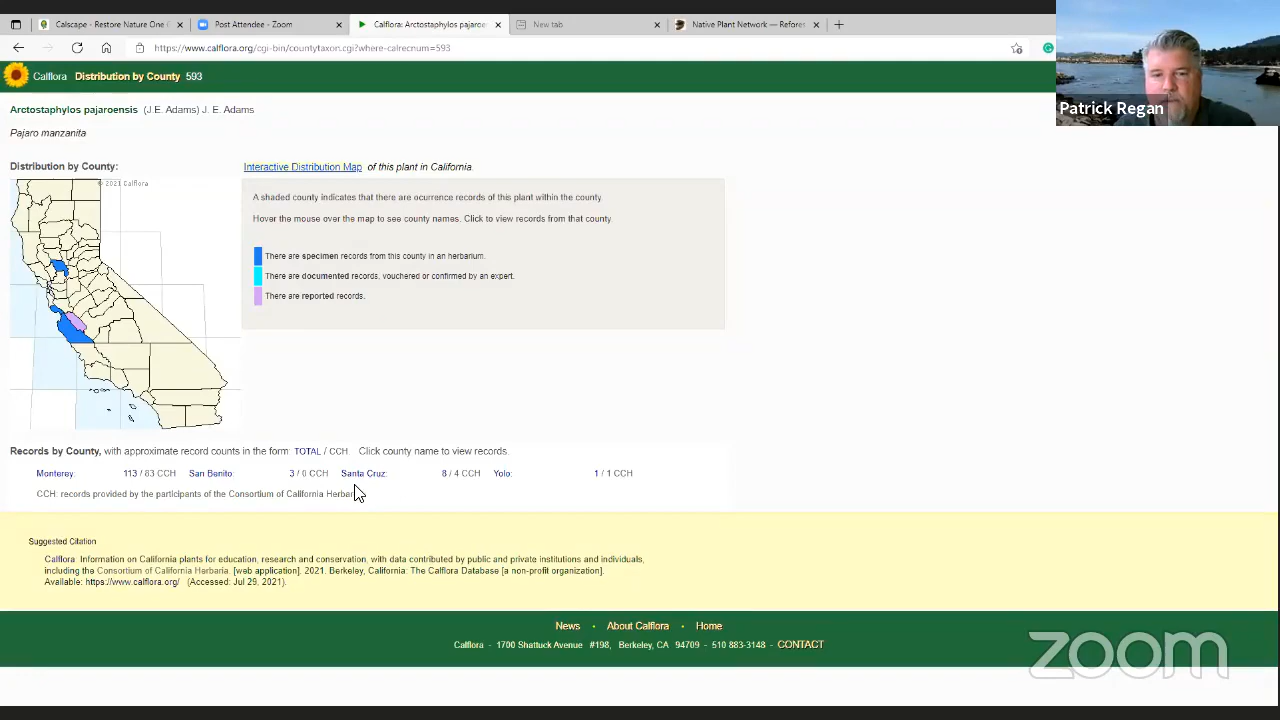 Calscape - Restore Nature One
Post Attendee - Zoom
Calflora: Arctostaphylos pajaroen
New tab
Native Plant Network — Refores
https://www.calflora.org/cgi-bin/countytaxon.cgi?where-calrecnum=593
Calflora Distribution by County 593
Patrick Regan
Arctostaphylos pajaroensis (J.E. Adams) J. E. Adams
Pajaro manzanita
Distribution by County:
Interactive Distribution Map of this plant in California.
© 2021 Calflora
A shaded county indicates that there are ocurrence records of this plant within the county.
Hover the mouse over the map to see county names. Click to view records from that county.
There are specimen records from this county in an herbarium.
There are documented records, vouchered or confirmed by an expert.
There are reported records.
Records by County, with approximate record counts in the form: TOTAL / CCH Click county name to view records.
Monterey: 113 / 83 CCH San Benito: 3 / 0 CCH Santa Cruz: 8 / 4 CCH Yolo: 1 / 1 CCH
CCH: records provided by the participants of the Consortium of California Herbar
Suggested Citation
Calflora: Information on California plants for education, research and conservation, with data contributed by public and private institutions and individuals,
including the Consortium of California Herbaria. [web application]. 2021. Berkeley, California: The Calflora Database [a non-profit organization].
Available: https://www.calflora.org/ (Accessed: Jul 29, 2021).
News • About Calflora • Home
Calflora - 1700 Shattuck Avenue #198, Berkeley, CA 94709 - 510 883-3148 - CONTACT
zoom